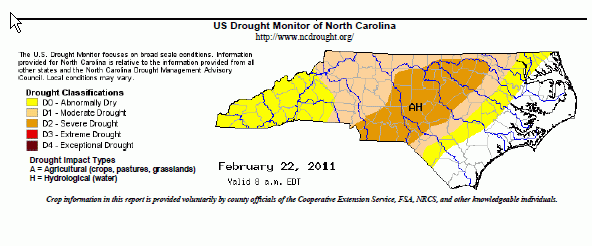 US Drought Monitor of North Carolina
http://www.ncdrought.org/
The U.S. Drought Monitor focuses on broad scale conditions. Information
provided for North Carolina is relative to the information provided from all
other states and the North Carolina Drought Management Advisory
Council. Local conditions may vary.
Drought Classifications
D0 - Abnormally Dry
D1 - Moderate Drought
D2 - Severe Drought
D3 - Extreme Drought
D4 - Exceptional Drought
Drought Impact Types
A = Agricultural (crops, pastures, grasslands)
H = Hydrological (water)
AH
February 22, 2011
Valid 8 a.m. EDT
Crop information in this report is provided voluntarily by county officials of the Cooperative Extension Service, FSA, NRCS, and other knowledgeable individuals.